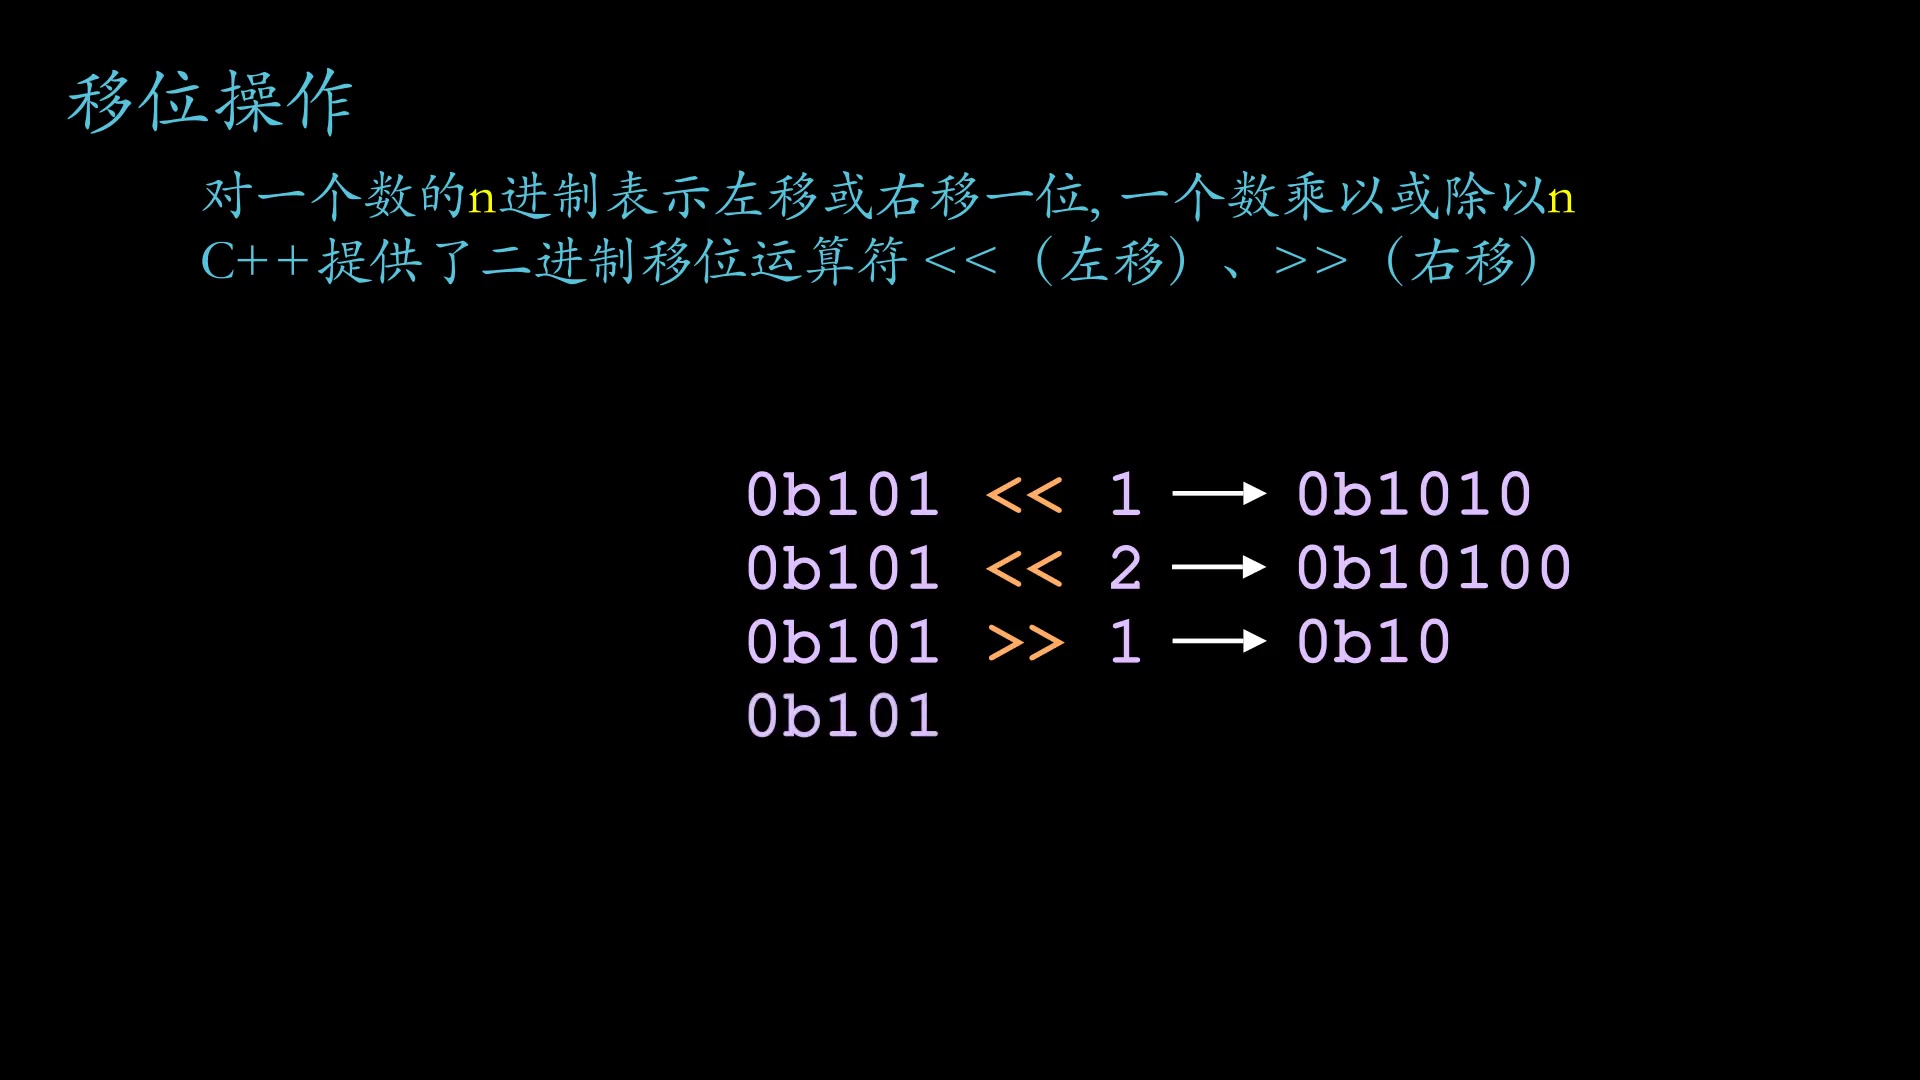 移位操作
对一个数的n进制表示左移或右移一位, 一个数乘以或除以n
C++提供了二进制移位运算符 <<（左移）、>>（右移）
0b101 << 1 → 0b1010
0b101 << 2 → 0b10100
0b101 >> 1 → 0b10
0b101